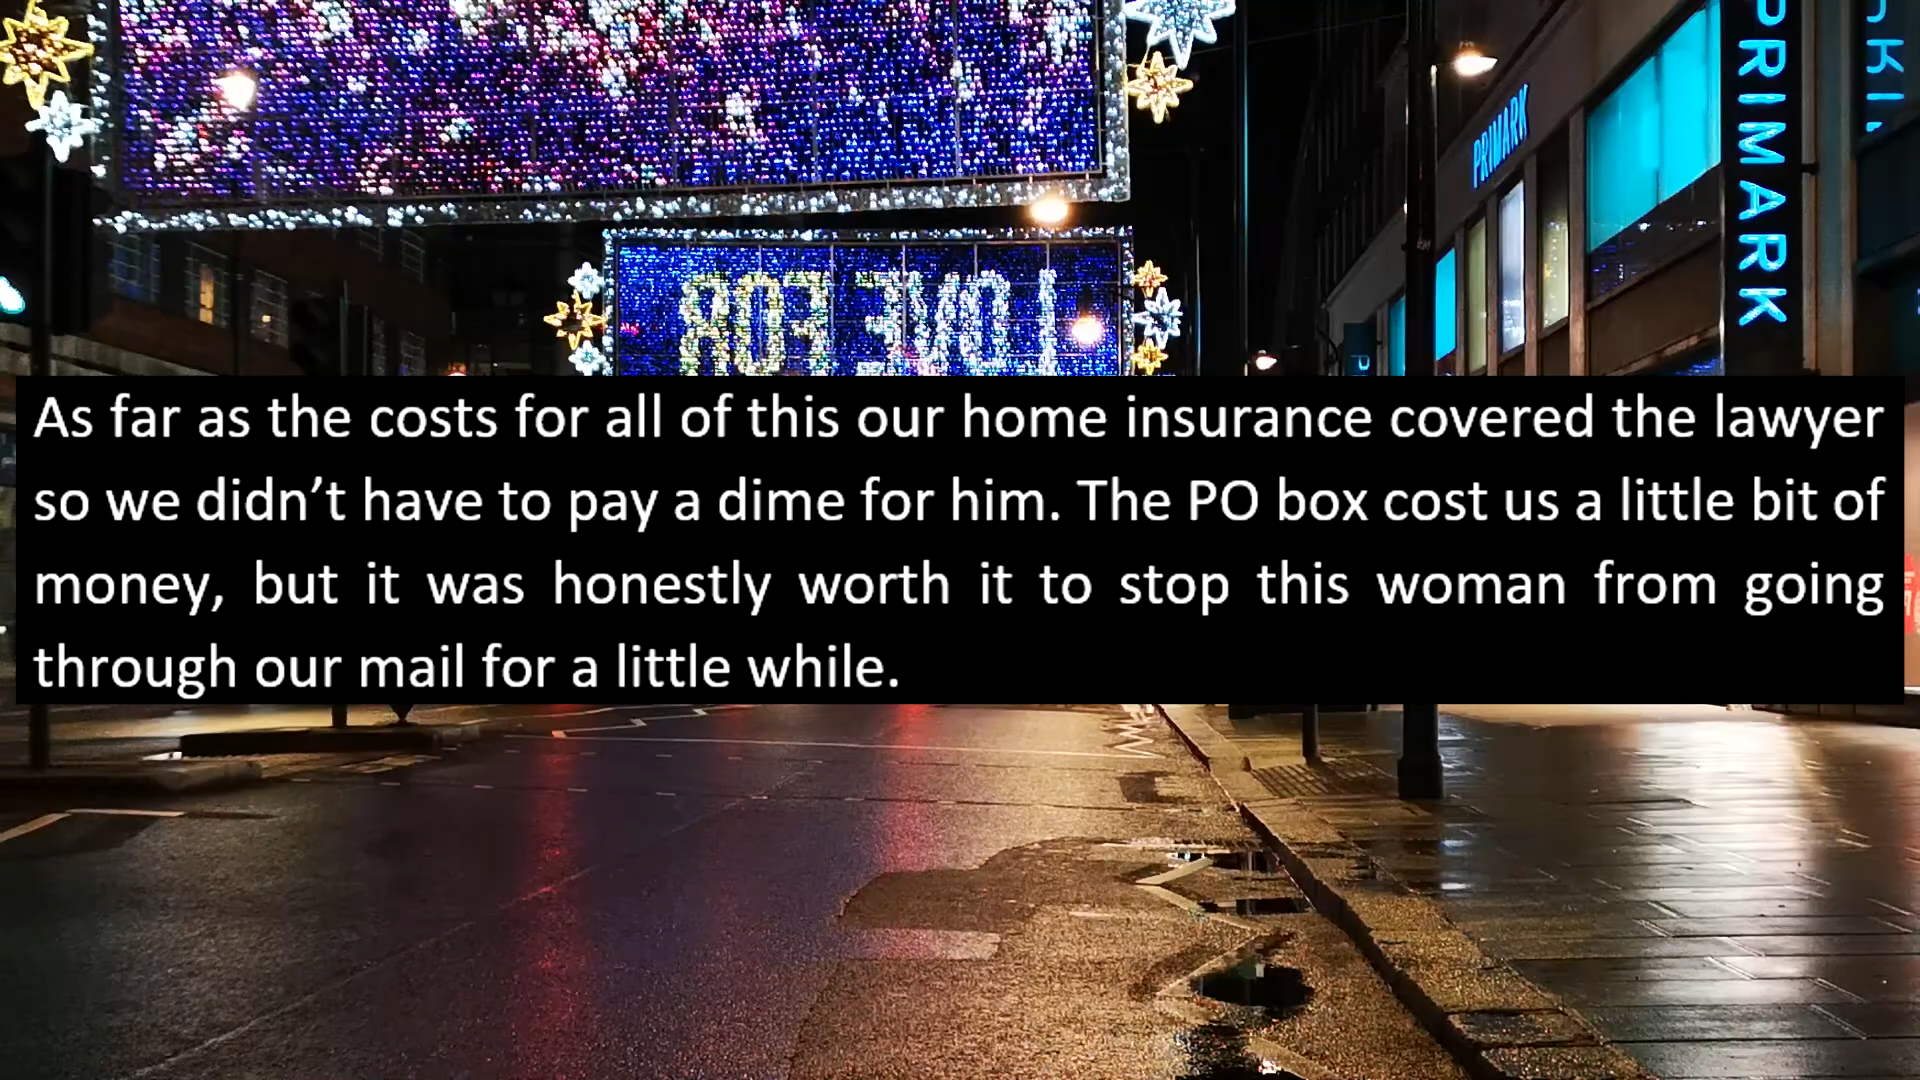 PRIMARK
PRIMARK
LOVE FOR
As far as the costs for all of this our home insurance covered the lawyer
so we didn’t have to pay a dime for him. The PO box cost us a little bit of
money, but it was honestly worth it to stop this woman from going
through our mail for a little while.